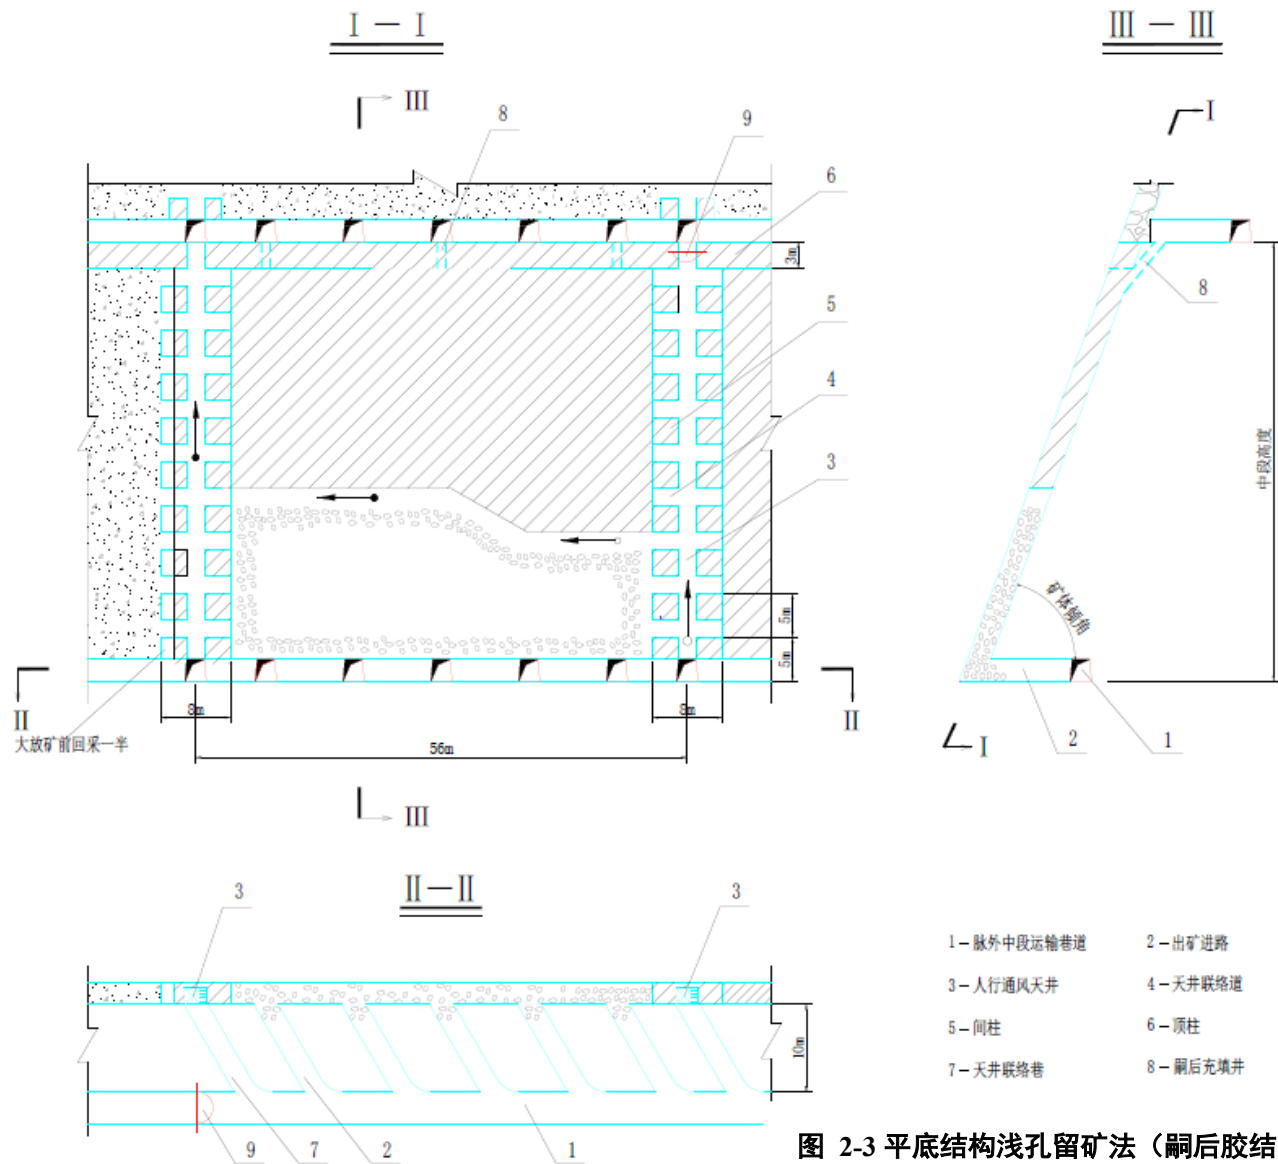 I — I
III — III
III
8
9
I
6
3m
8
5
4
中段高度
3
矿体倾角
5m
5m
II
8m
8m
II
大放矿前回采一半
56m
I
2
1
III
II—II
3
3
1－脉外中段运输巷道
2－出矿进路
3－人行通风天井
4－天井联络道
5－间柱
6－顶柱
10m
7－天井联络巷
8－嗣后充填井
9
7
2
1
图 2-3 平底结构浅孔留矿法（嗣后胶结